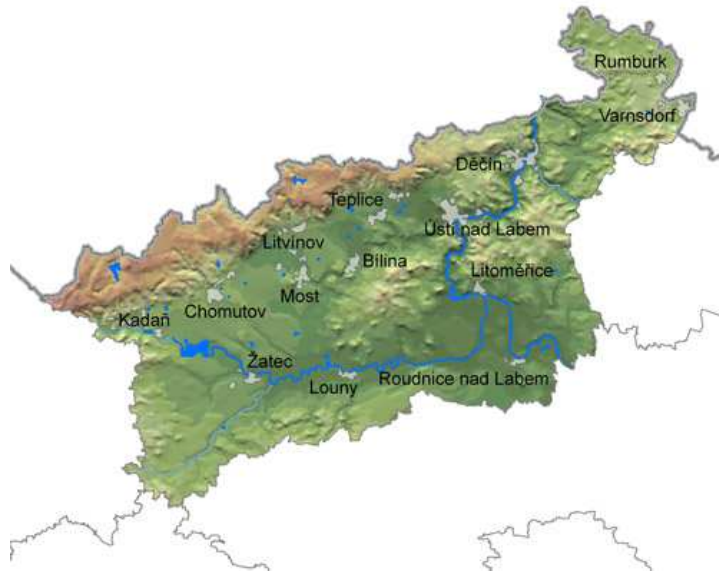 Rumburk
Varnsdorf
Děčín
Teplice
Ústí nad Labem
Litvínov
Bílina
Litoměřice
Most
Chomutov
Kadaň
Žatec
Louny
Roudnice nad Labem